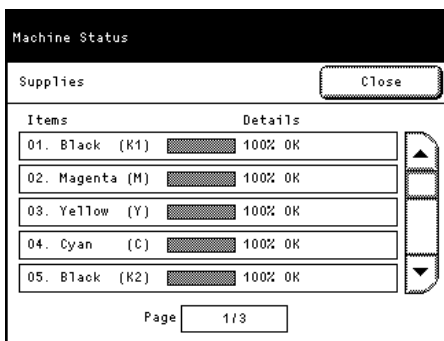 Machine Status
Supplies Close
Items Details
01. Black (K1) 100% OK
02. Magenta (M) 100% OK
03. Yellow (Y) 100% OK
04. Cyan (C) 100% OK
05. Black (K2) 100% OK
Page 1/3